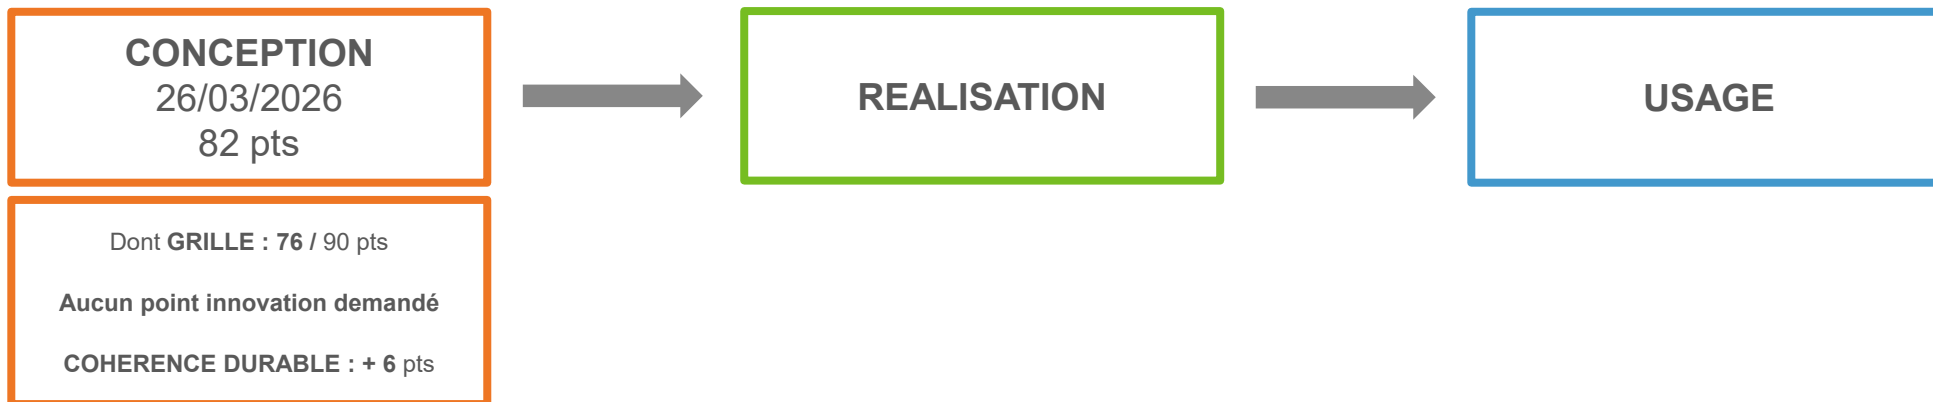 CONCEPTION
26/03/2026
82 pts
REALISATION
USAGE
Dont GRILLE : 76 / 90 pts
Aucun point innovation demandé
COHERENCE DURABLE : + 6 pts